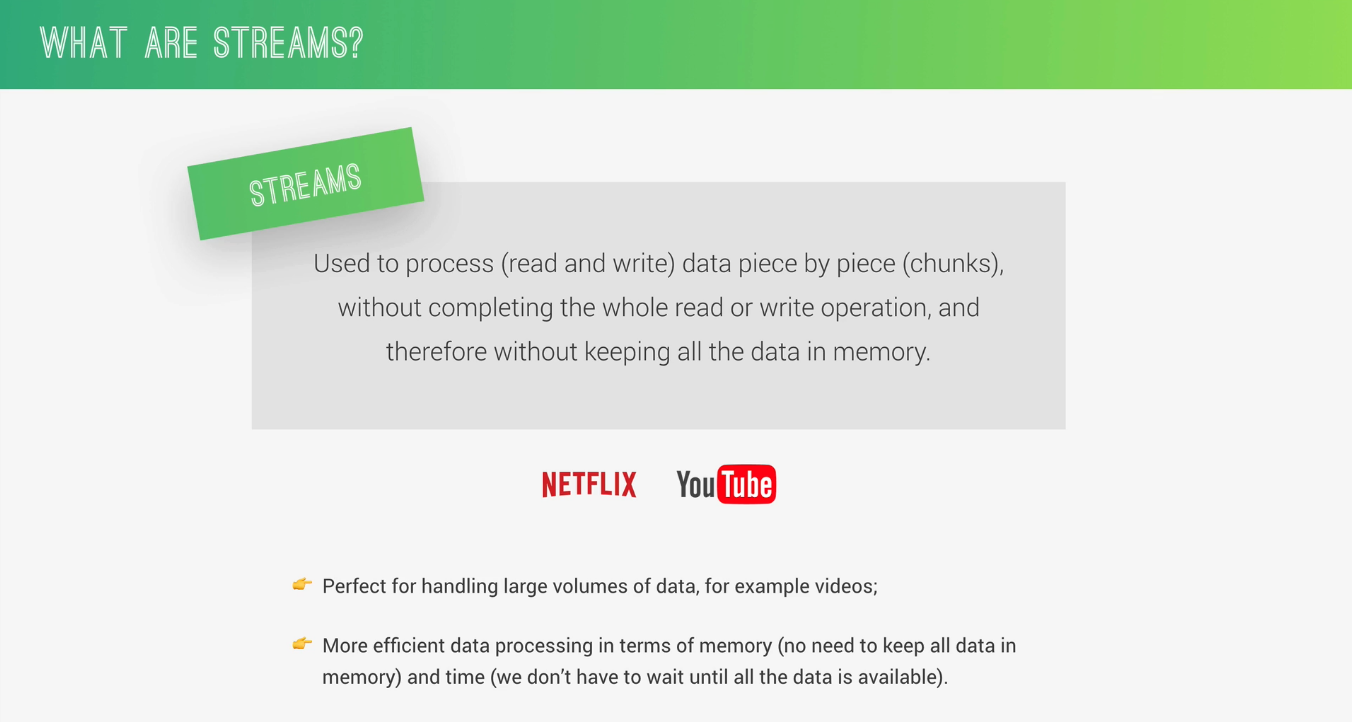 WHAT ARE STREAMS?
STREAMS
Used to process (read and write) data piece by piece (chunks),
without completing the whole read or write operation, and
therefore without keeping all the data in memory.
NETFLIX YouTube
👉 Perfect for handling large volumes of data, for example videos;
👉 More efficient data processing in terms of memory (no need to keep all data in
memory) and time (we don’t have to wait until all the data is available).